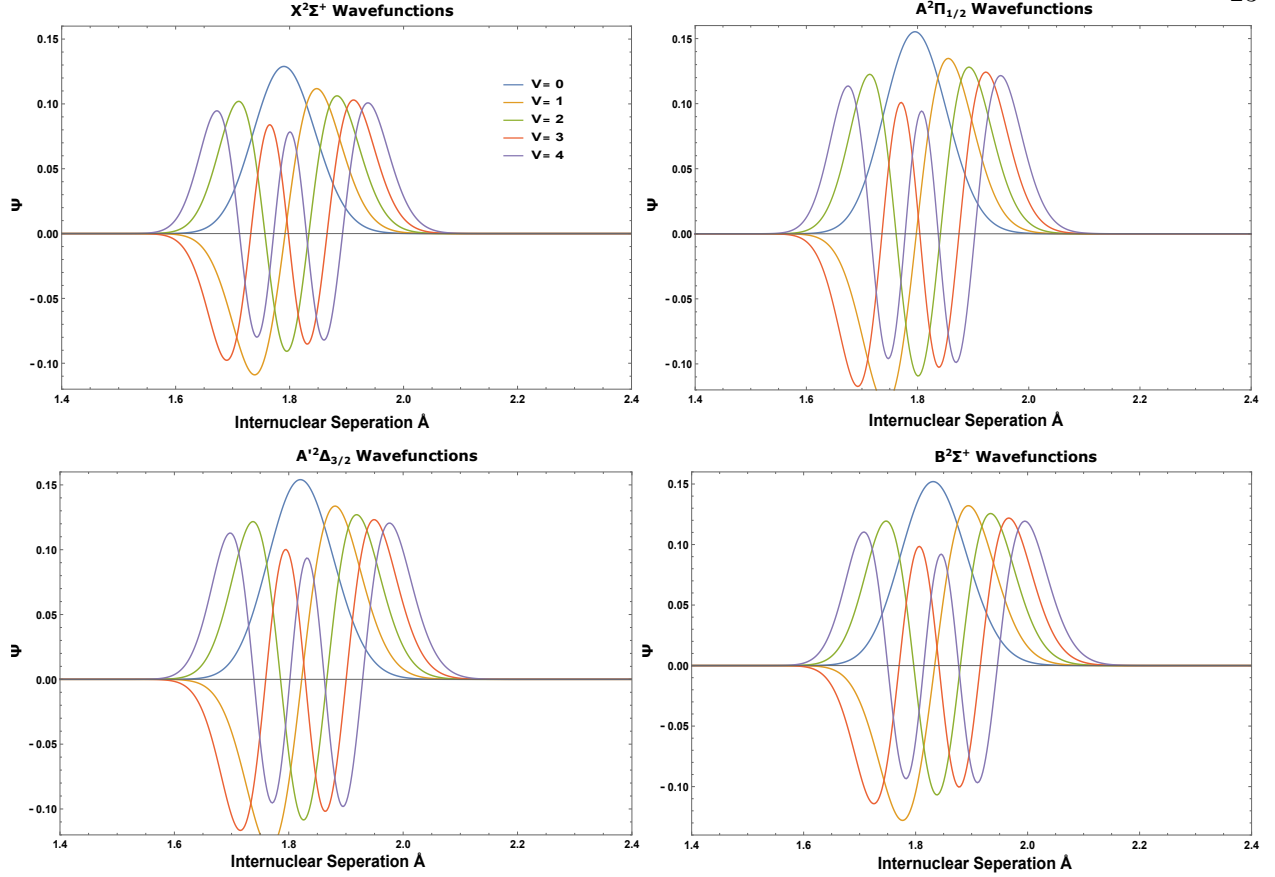 X²Σ⁺ Wavefunctions
Ψ
0.15
0.10
0.05
0.00
-0.05
-0.10
V= 0
V= 1
V= 2
V= 3
V= 4
1.4 1.6 1.8 2.0 2.2 2.4
Internuclear Seperation Å
A²Π₁/₂ Wavefunctions
Ψ
0.15
0.10
0.05
0.00
-0.05
-0.10
1.4 1.6 1.8 2.0 2.2 2.4
Internuclear Seperation Å
A'²Δ₃/₂ Wavefunctions
Ψ
0.15
0.10
0.05
0.00
-0.05
-0.10
1.4 1.6 1.8 2.0 2.2 2.4
Internuclear Seperation Å
B²Σ⁺ Wavefunctions
Ψ
0.15
0.10
0.05
0.00
-0.05
-0.10
1.4 1.6 1.8 2.0 2.2 2.4
Internuclear Seperation Å